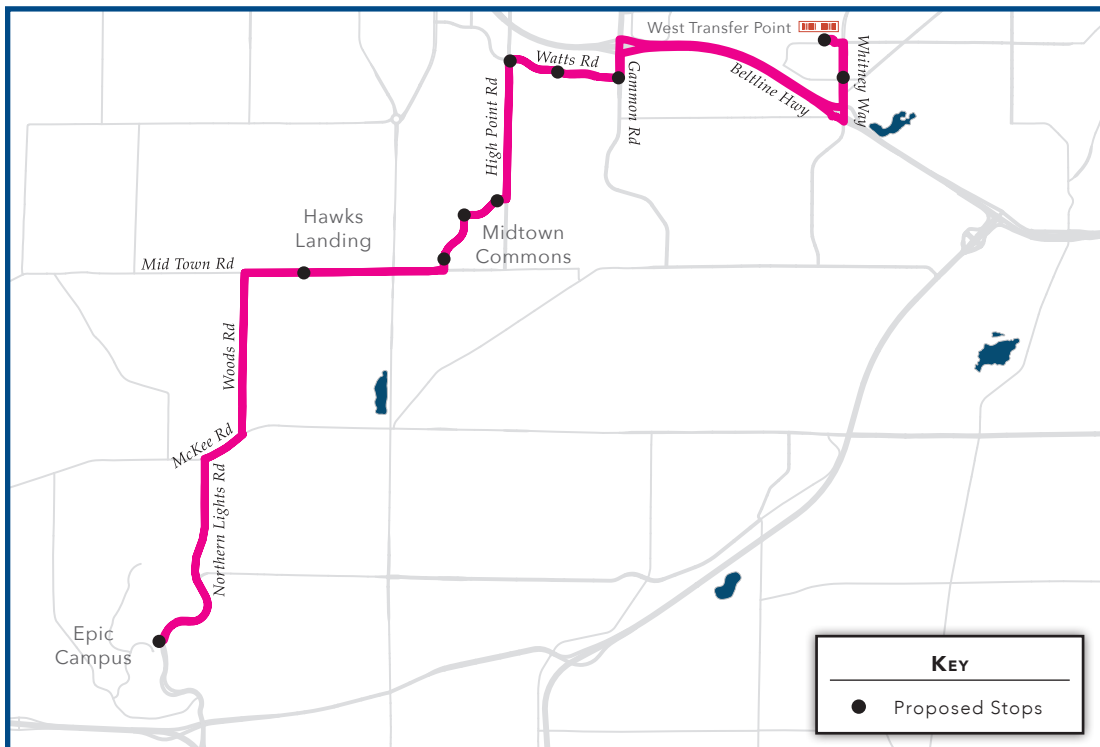 West Transfer Point
Whitney Way
Watts Rd
Gammon Rd
Beltline Hwy
High Point Rd
Hawks
Landing
Midtown
Commons
Mid Town Rd
Woods Rd
McKee Rd
Northern Lights Rd
Epic
Campus
KEY
Proposed Stops